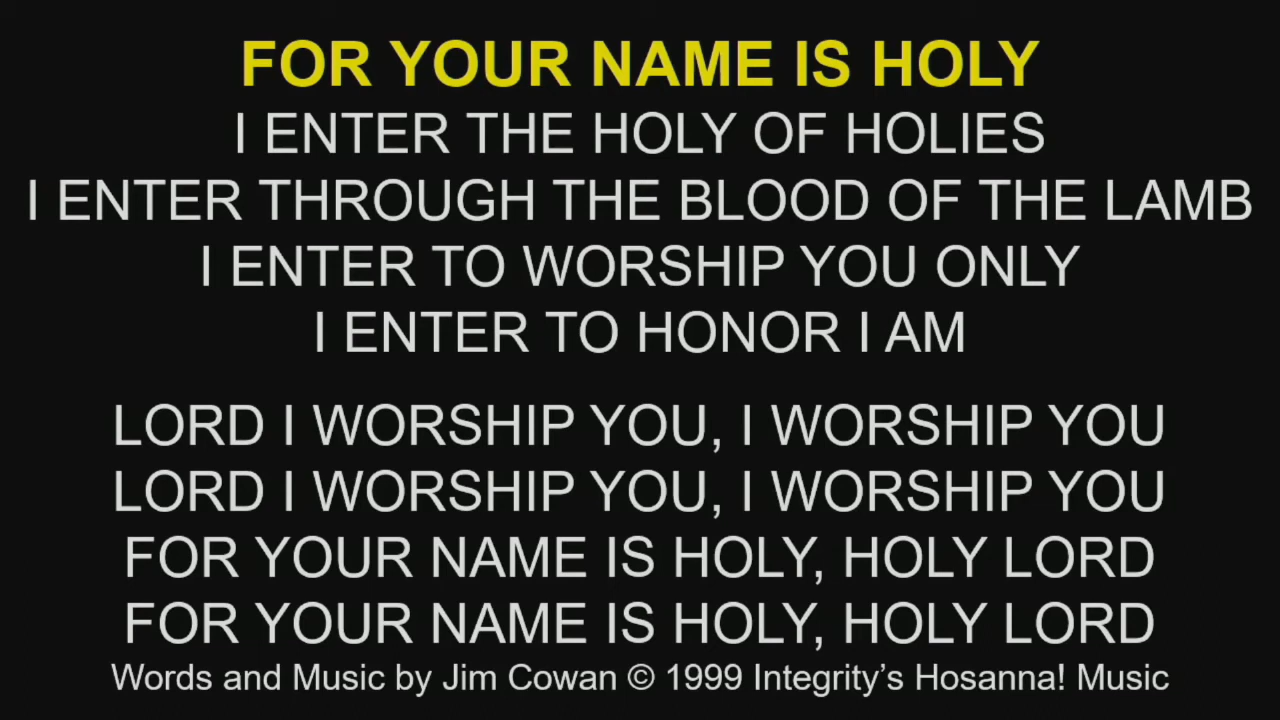 FOR YOUR NAME IS HOLY
I ENTER THE HOLY OF HOLIES
I ENTER THROUGH THE BLOOD OF THE LAMB
I ENTER TO WORSHIP YOU ONLY
I ENTER TO HONOR I AM
LORD I WORSHIP YOU, I WORSHIP YOU
LORD I WORSHIP YOU, I WORSHIP YOU
FOR YOUR NAME IS HOLY, HOLY LORD
FOR YOUR NAME IS HOLY, HOLY LORD
Words and Music by Jim Cowan © 1999 Integrity’s Hosanna! Music